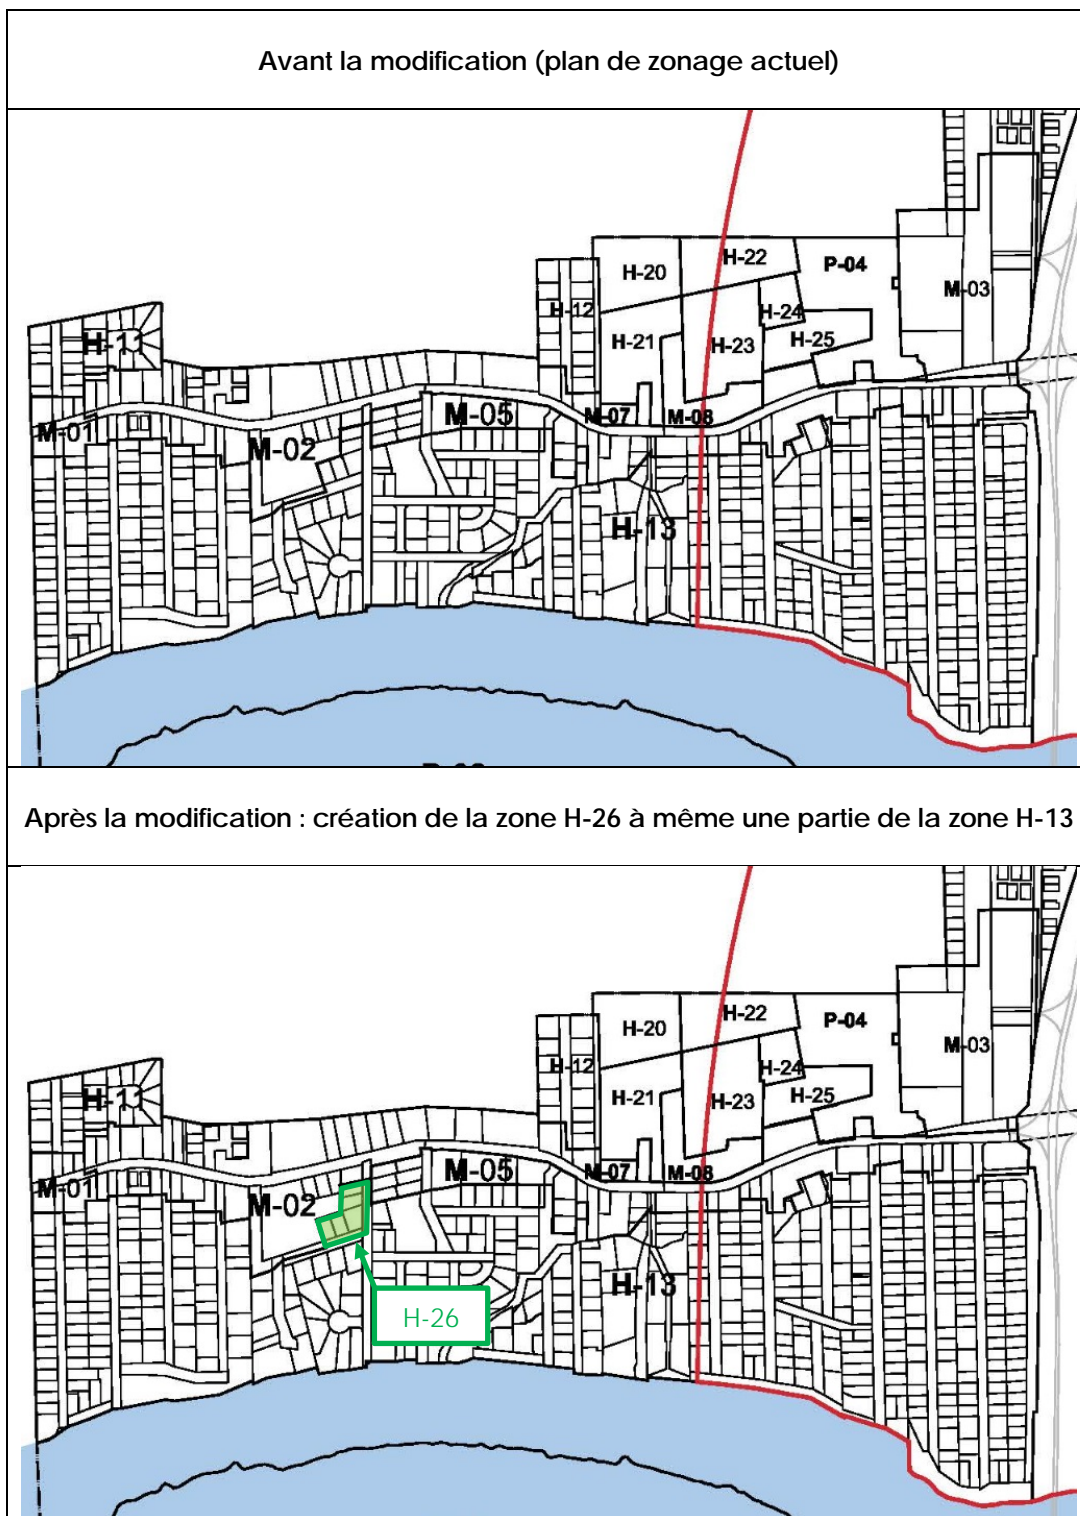 Avant la modification (plan de zonage actuel)
H-22
P-04
H-20
M-03
H-12
H-24
H-11
H-21
H-23
H-25
M-05
M-07
M-08
M-01
M-02
H-13
Après la modification : création de la zone H-26 à même une partie de la zone H-13
H-22
P-04
H-20
M-03
H-12
H-24
H-11
H-21
H-23
H-25
M-05
M-07
M-08
M-01
M-02
H-13
H-26